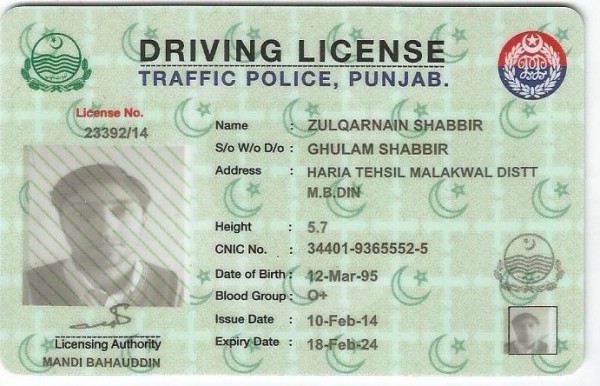 DRIVING LICENSE
TRAFFIC POLICE, PUNJAB.
License No.
23392/14
Name : ZULQARNAIN SHABBIR
S/o W/o D/o : GHULAM SHABBIR
Address : HARIA TEHSIL MALAKWAL DISTT
M.B.DIN
Height : 5.7
CNIC No. : 34401-9365552-5
Date of Birth : 12-Mar-95
Blood Group : O+
Issue Date : 10-Feb-14
Expiry Date : 18-Feb-24
Licensing Authority
MANDI BAHAUDDIN